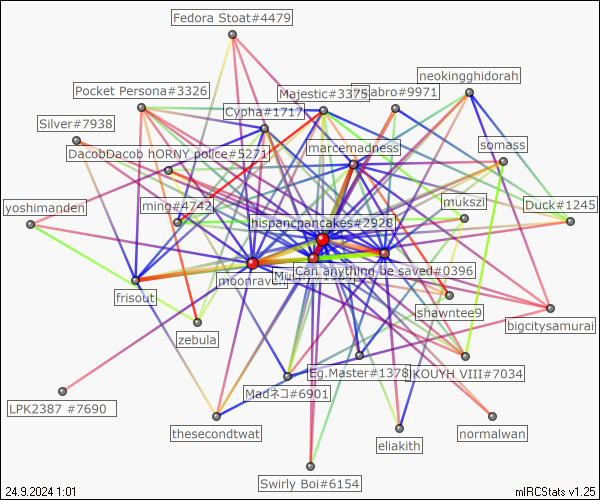 Fedora Stoat#4479
neokingghidorah
Pocket Persona#3326
Majestic#3375
abro#9971
Cypha#1717
Silver#7938
marcemadness
somass
DacobDacob hORNY police#5271
yoshimanden
ming#4742
mukszi
Duck#1245
hispancpancakes#2928
Can anything be saved#0396
moonrave
frisout
shawntee9
bigcitysamurai
zebula
Eg.Master#1378
KOUYH VIII#7034
Madネコ#6901
LPK2387 #7690
thesecondtwat
eliakith
normalwan
Swirly Boi#6154
24.9.2024 1:01
mIRCStats v1.25